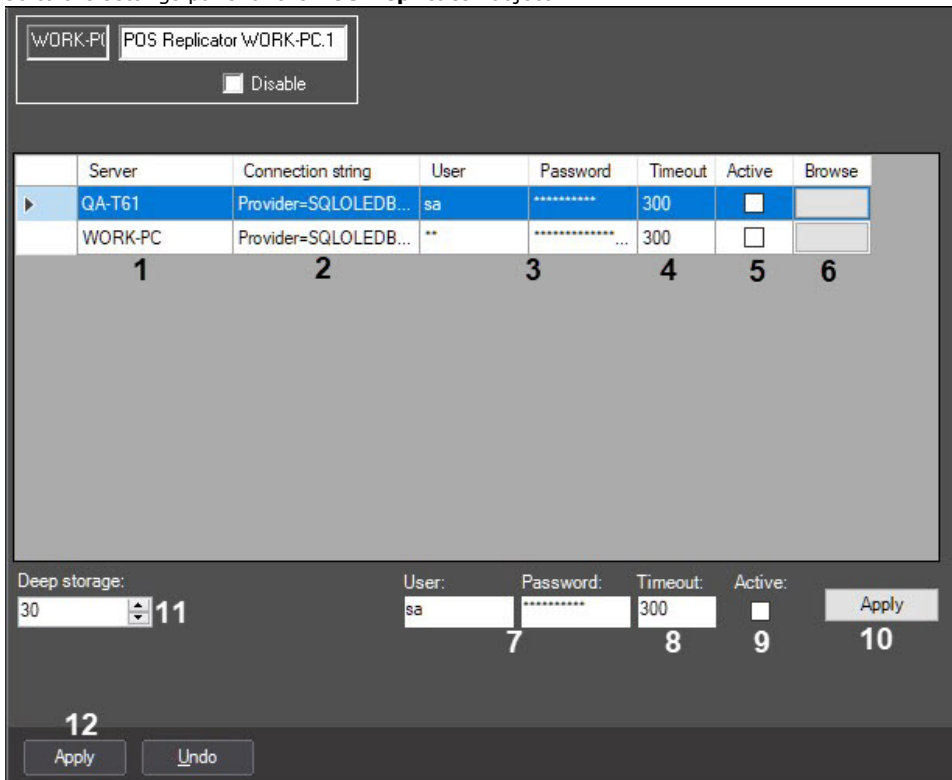 WORK-P(
POS Replicator WORK-PC.1
Disable
Server Connection string User Password Timeout Active Browse
QA-T61 Provider=SQLOLEDB... sa ********** 300
WORK-PC Provider=SQLOLEDB... ** *************... 300
1 2 3 4 5 6
Deep storage: User: Password: Timeout: Active:
30 11 sa ********** 300 Apply
7 8 9 10
12
Apply Undo